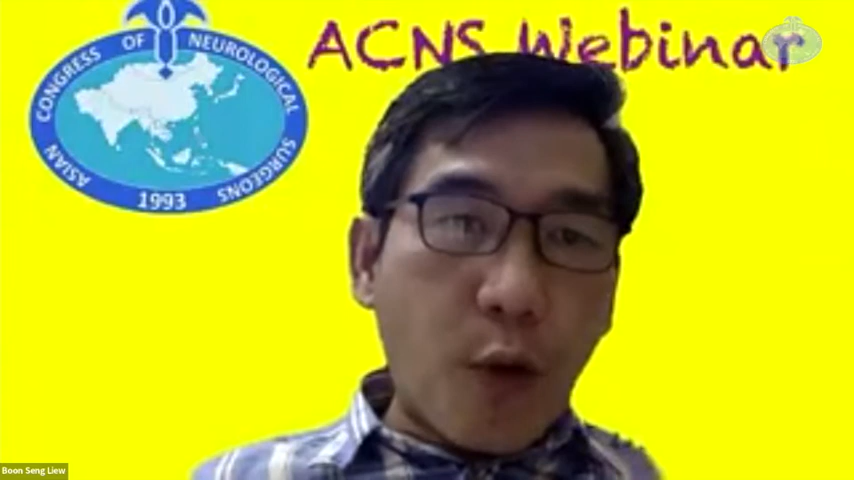 ACNS Webinar
ASIAN CONGRESS OF NEUROLOGICAL SURGEONS
1993
Boon Seng Liew